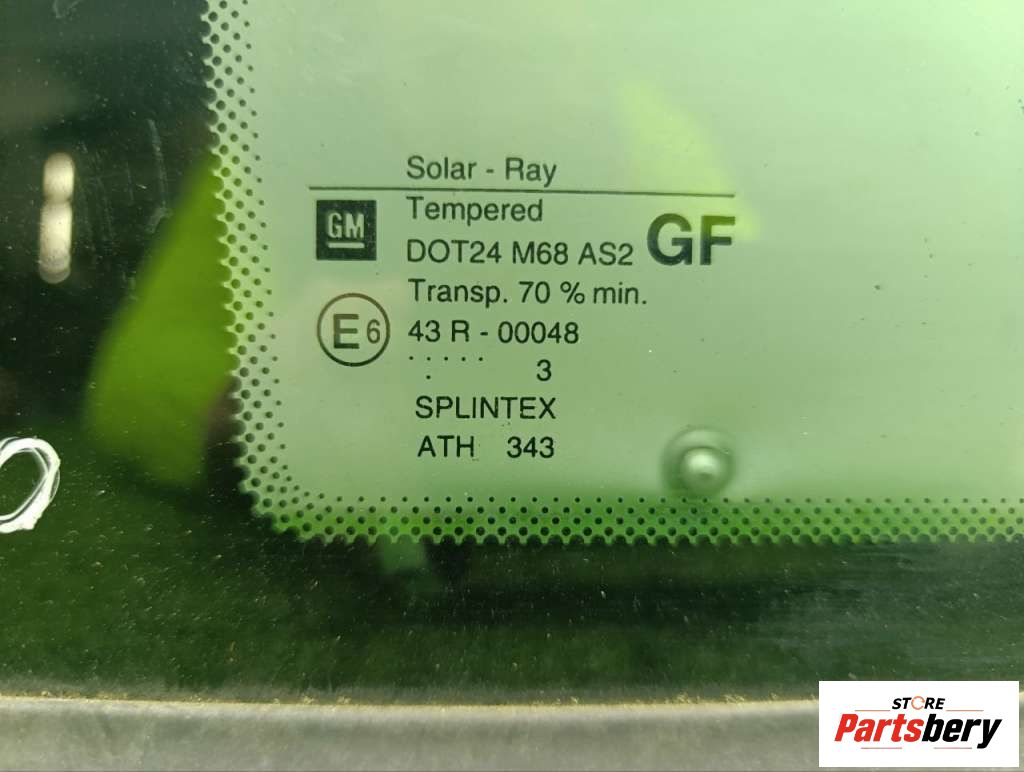 Solar - Ray
GM
Tempered
DOT24 M68 AS2 GF
Transp. 70 % min.
E6 43 R - 00048
. . . . .
. 3
SPLINTEX
ATH 343
STORE
Partsbery